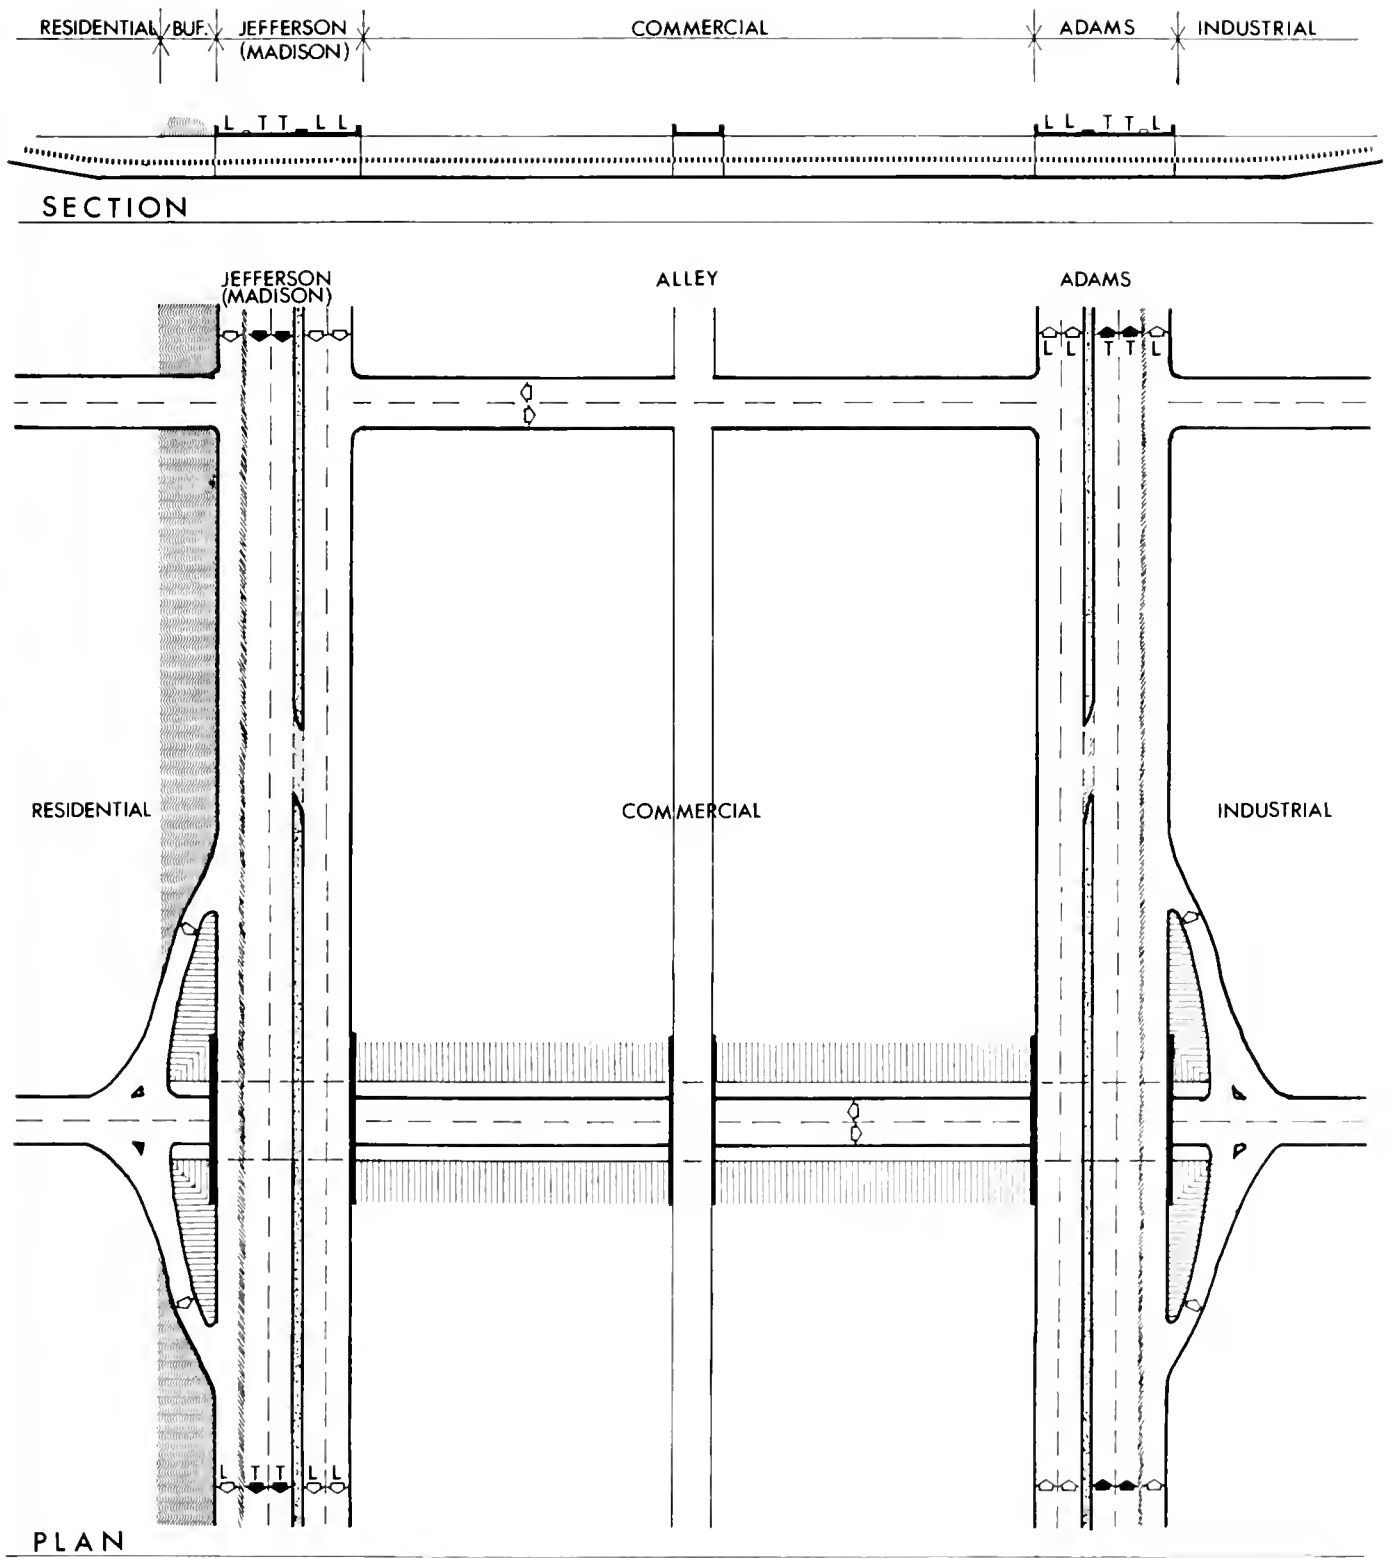 RESIDENTIAL BUF. JEFFERSON COMMERCIAL ADAMS INDUSTRIAL
(MADISON)
L T T L L L L T T L
SECTION
JEFFERSON ALLEY ADAMS
(MADISON)
L L T T L
RESIDENTIAL COMMERCIAL INDUSTRIAL
L T T L L
PLAN